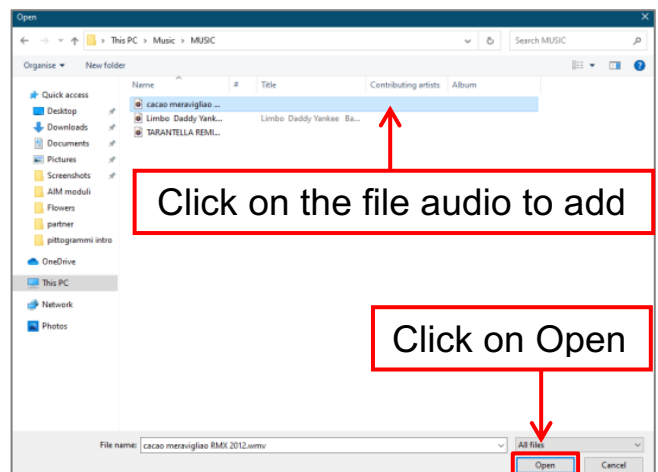 Open
This PC > Music > MUSIC
Search MUSIC
Organise
New folder
Name # Title Contributing artists Album
Quick access
Desktop
Downloads
Documents
Pictures
Screenshots
AIM moduli
Flowers
partner
pittogrammi intro
OneDrive
This PC
Network
Photos
cacao meravigliao ...
Limbo Daddy Yank... Limbo Daddy Yankee Ba...
TARANTELLA REMI...
Click on the file audio to add
Click on Open
File name: cacao meravigliao RMX 2012.wmv
All files
Open
Cancel